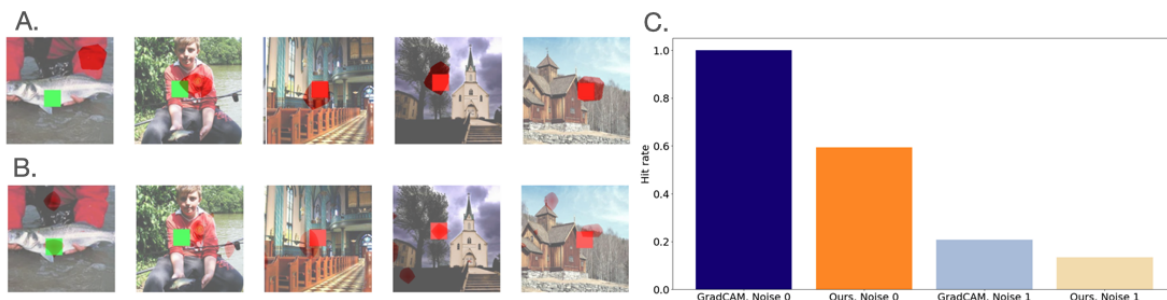 A.
B.
C.
Hit rate
1.0
0.8
0.6
0.4
0.2
0.0
GradCAM, Noise 0
Ours, Noise 0
GradCAM, Noise 1
Ours, Noise 1